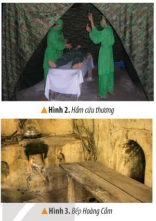 ▲ Hình 2. Hầm cứu thương
▲ Hình 3. Bếp Hoàng Cầm